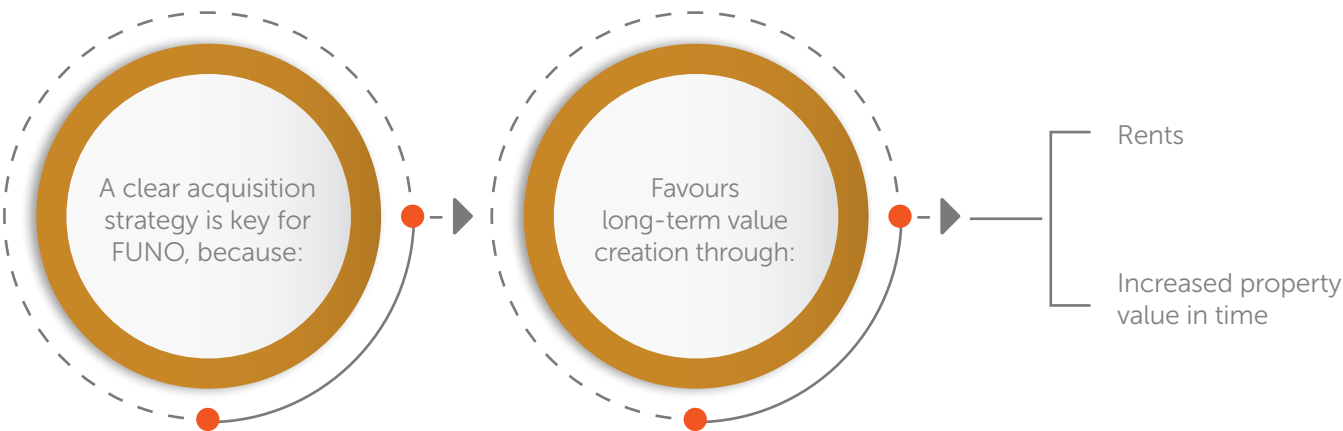 A clear acquisition
strategy is key for
FUNO, because:
Favours
long-term value
creation through:
Rents
Increased property
value in time